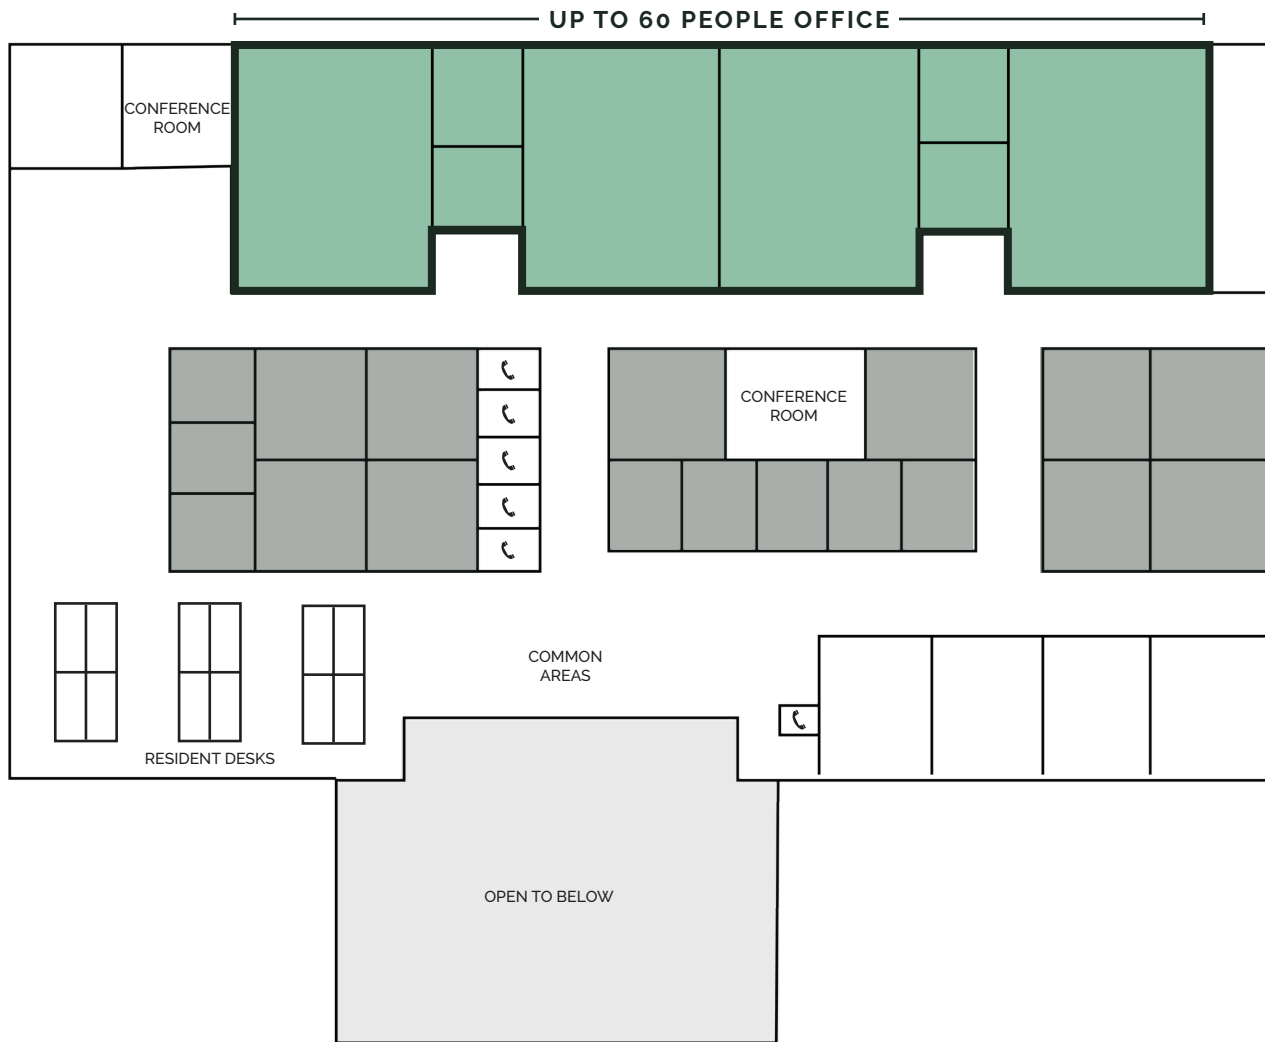 UP TO 60 PEOPLE OFFICE
CONFERENCE
ROOM
CONFERENCE
ROOM
COMMON
AREAS
RESIDENT DESKS
OPEN TO BELOW